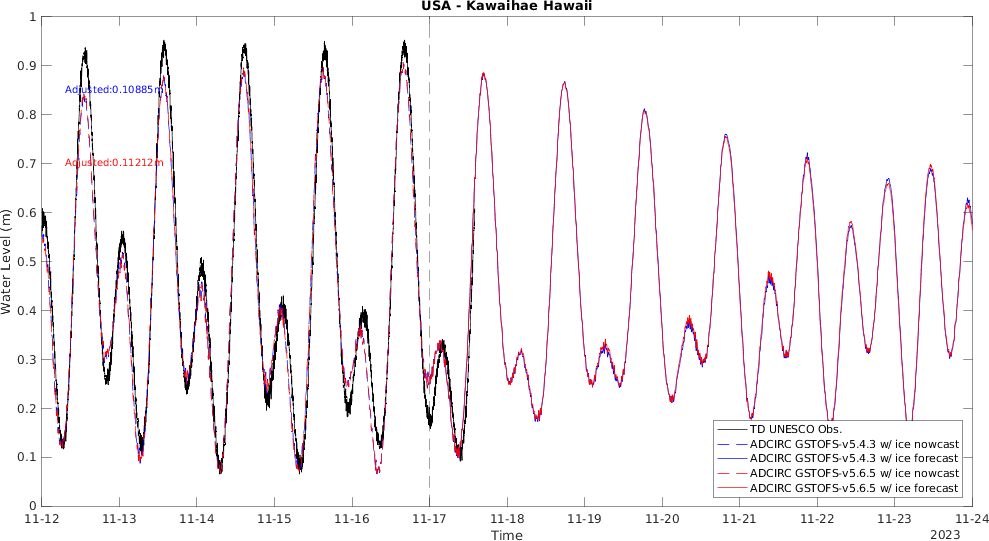 USA - Kawaihae Hawaii
1
0.9
0.8
0.7
0.6
0.5
0.4
0.3
0.2
0.1
0
Water Level (m)
Adjusted:0.10885m
Adjusted:0.11212m
TD UNESCO Obs.
ADCIRC GSTOFS-v5.4.3 w/ ice nowcast
ADCIRC GSTOFS-v5.4.3 w/ ice forecast
ADCIRC GSTOFS-v5.6.5 w/ ice nowcast
ADCIRC GSTOFS-v5.6.5 w/ ice forecast
11-12 11-13 11-14 11-15 11-16 11-17 11-18 11-19 11-20 11-21 11-22 11-23 11-24
Time
2023